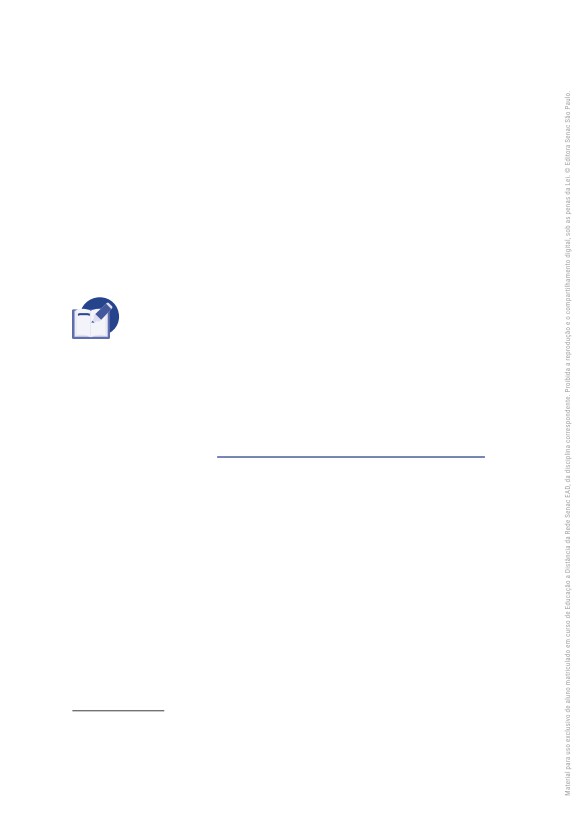 Material para uso exclusivo de aluno matriculado em curso de Educação a Distância da Rede Senac EAD, da disciplina correspondente. Proibida a reprodução e o compartilhamento digital, sob as penas da Lei. © Editora Senac São Paulo.